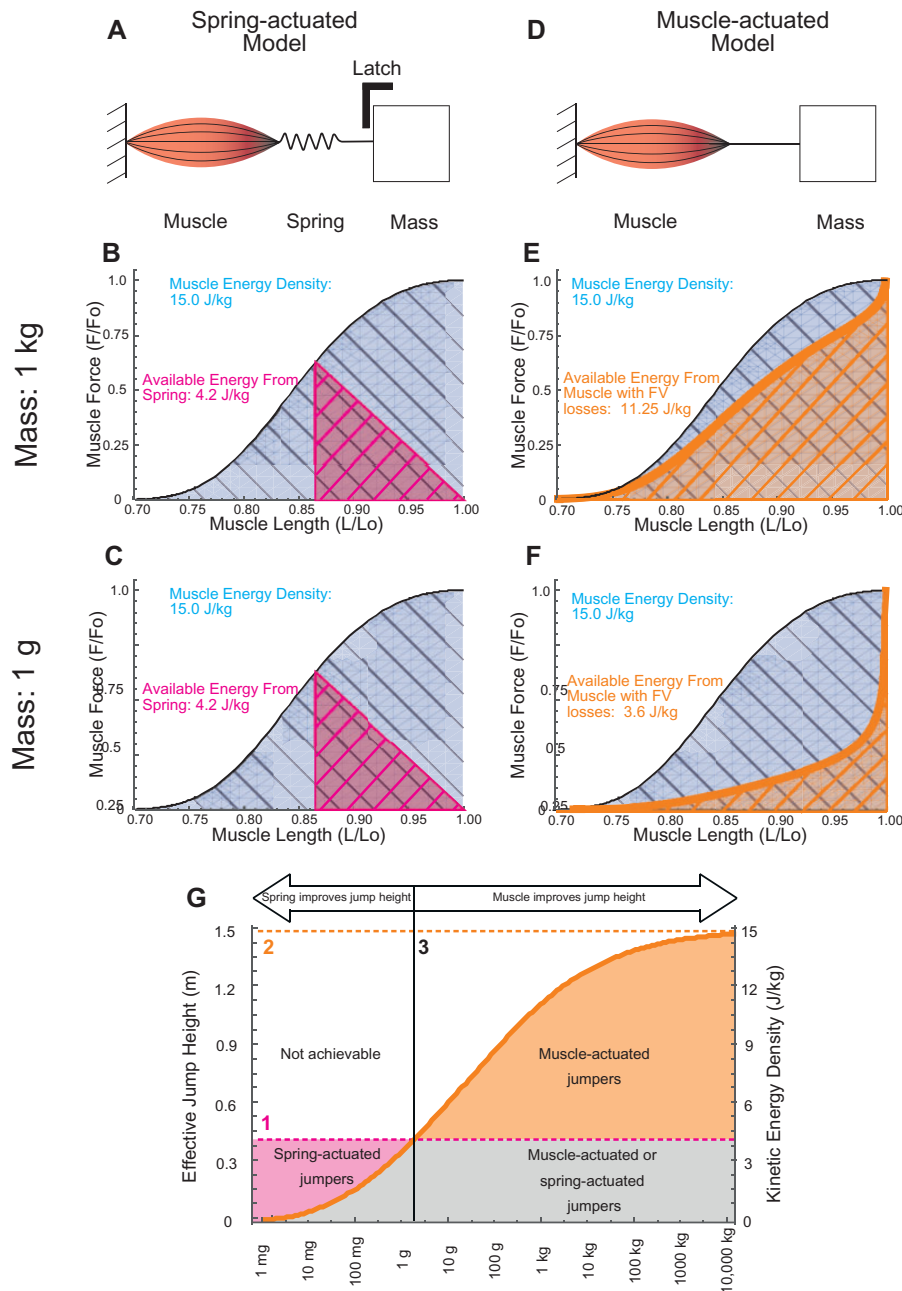 A
Spring-actuated
Model
D
Muscle-actuated
Model
Latch
Muscle
Spring
Mass
Muscle
Mass
Mass: 1 kg
B
Muscle Energy Density:
15.0 J/kg
Available Energy From
Spring: 4.2 J/kg
Muscle Force (F/Fo)
1.0
0.75
0.5
0.25
0
0.70
0.75
0.80
0.85
0.90
0.95
1.00
Muscle Length (L/Lo)
E
Muscle Energy Density:
15.0 J/kg
Available Energy From
Muscle with FV
losses: 11.25 J/kg
Muscle Force (F/Fo)
1.0
0.75
0.5
0.25
0
0.70
0.75
0.80
0.85
0.90
0.95
1.00
Muscle Length (L/Lo)
Mass: 1 g
C
Muscle Energy Density:
15.0 J/kg
Available Energy From
Spring: 4.2 J/kg
Muscle Force (F/Fo)
1.0
0.75
0.5
0.25
0.70
0.75
0.80
0.85
0.90
0.95
1.00
Muscle Length (L/Lo)
F
Muscle Energy Density:
15.0 J/kg
Available Energy From
Muscle with FV
losses: 3.6 J/kg
Muscle Force (F/Fo)
1.0
0.75
0.5
0.25
0.70
0.75
0.80
0.85
0.90
0.95
1.00
Muscle Length (L/Lo)
G
Spring improves jump height
Muscle improves jump height
Effective Jump Height (m)
1.5
1.2
0.9
0.6
0.3
0
2
3
1
Not achievable
Muscle-actuated
jumpers
Spring-actuated
jumpers
Muscle-actuated or
spring-actuated
jumpers
15
12
9
6
3
0
Kinetic Energy Density (J/kg)
1 mg
10 mg
100 mg
1 g
10 g
100 g
1 kg
10 kg
100 kg
1000 kg
10,000 kg